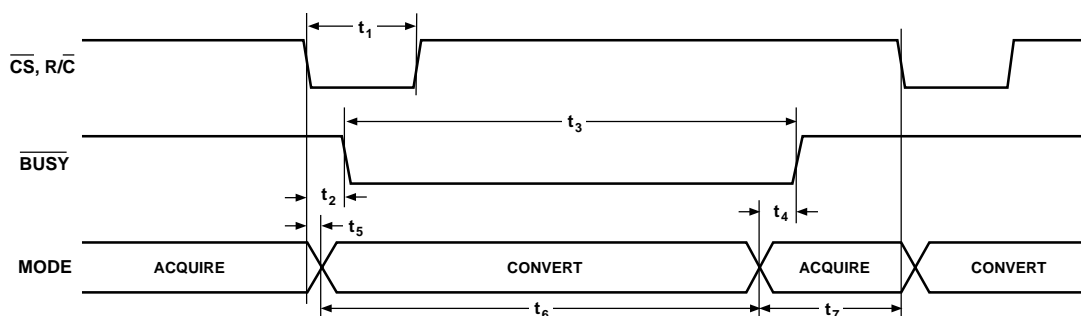 t1
CS, R/C
t3
BUSY
t2
t4
t5
MODE
ACQUIRE
CONVERT
ACQUIRE
CONVERT
t6
t7